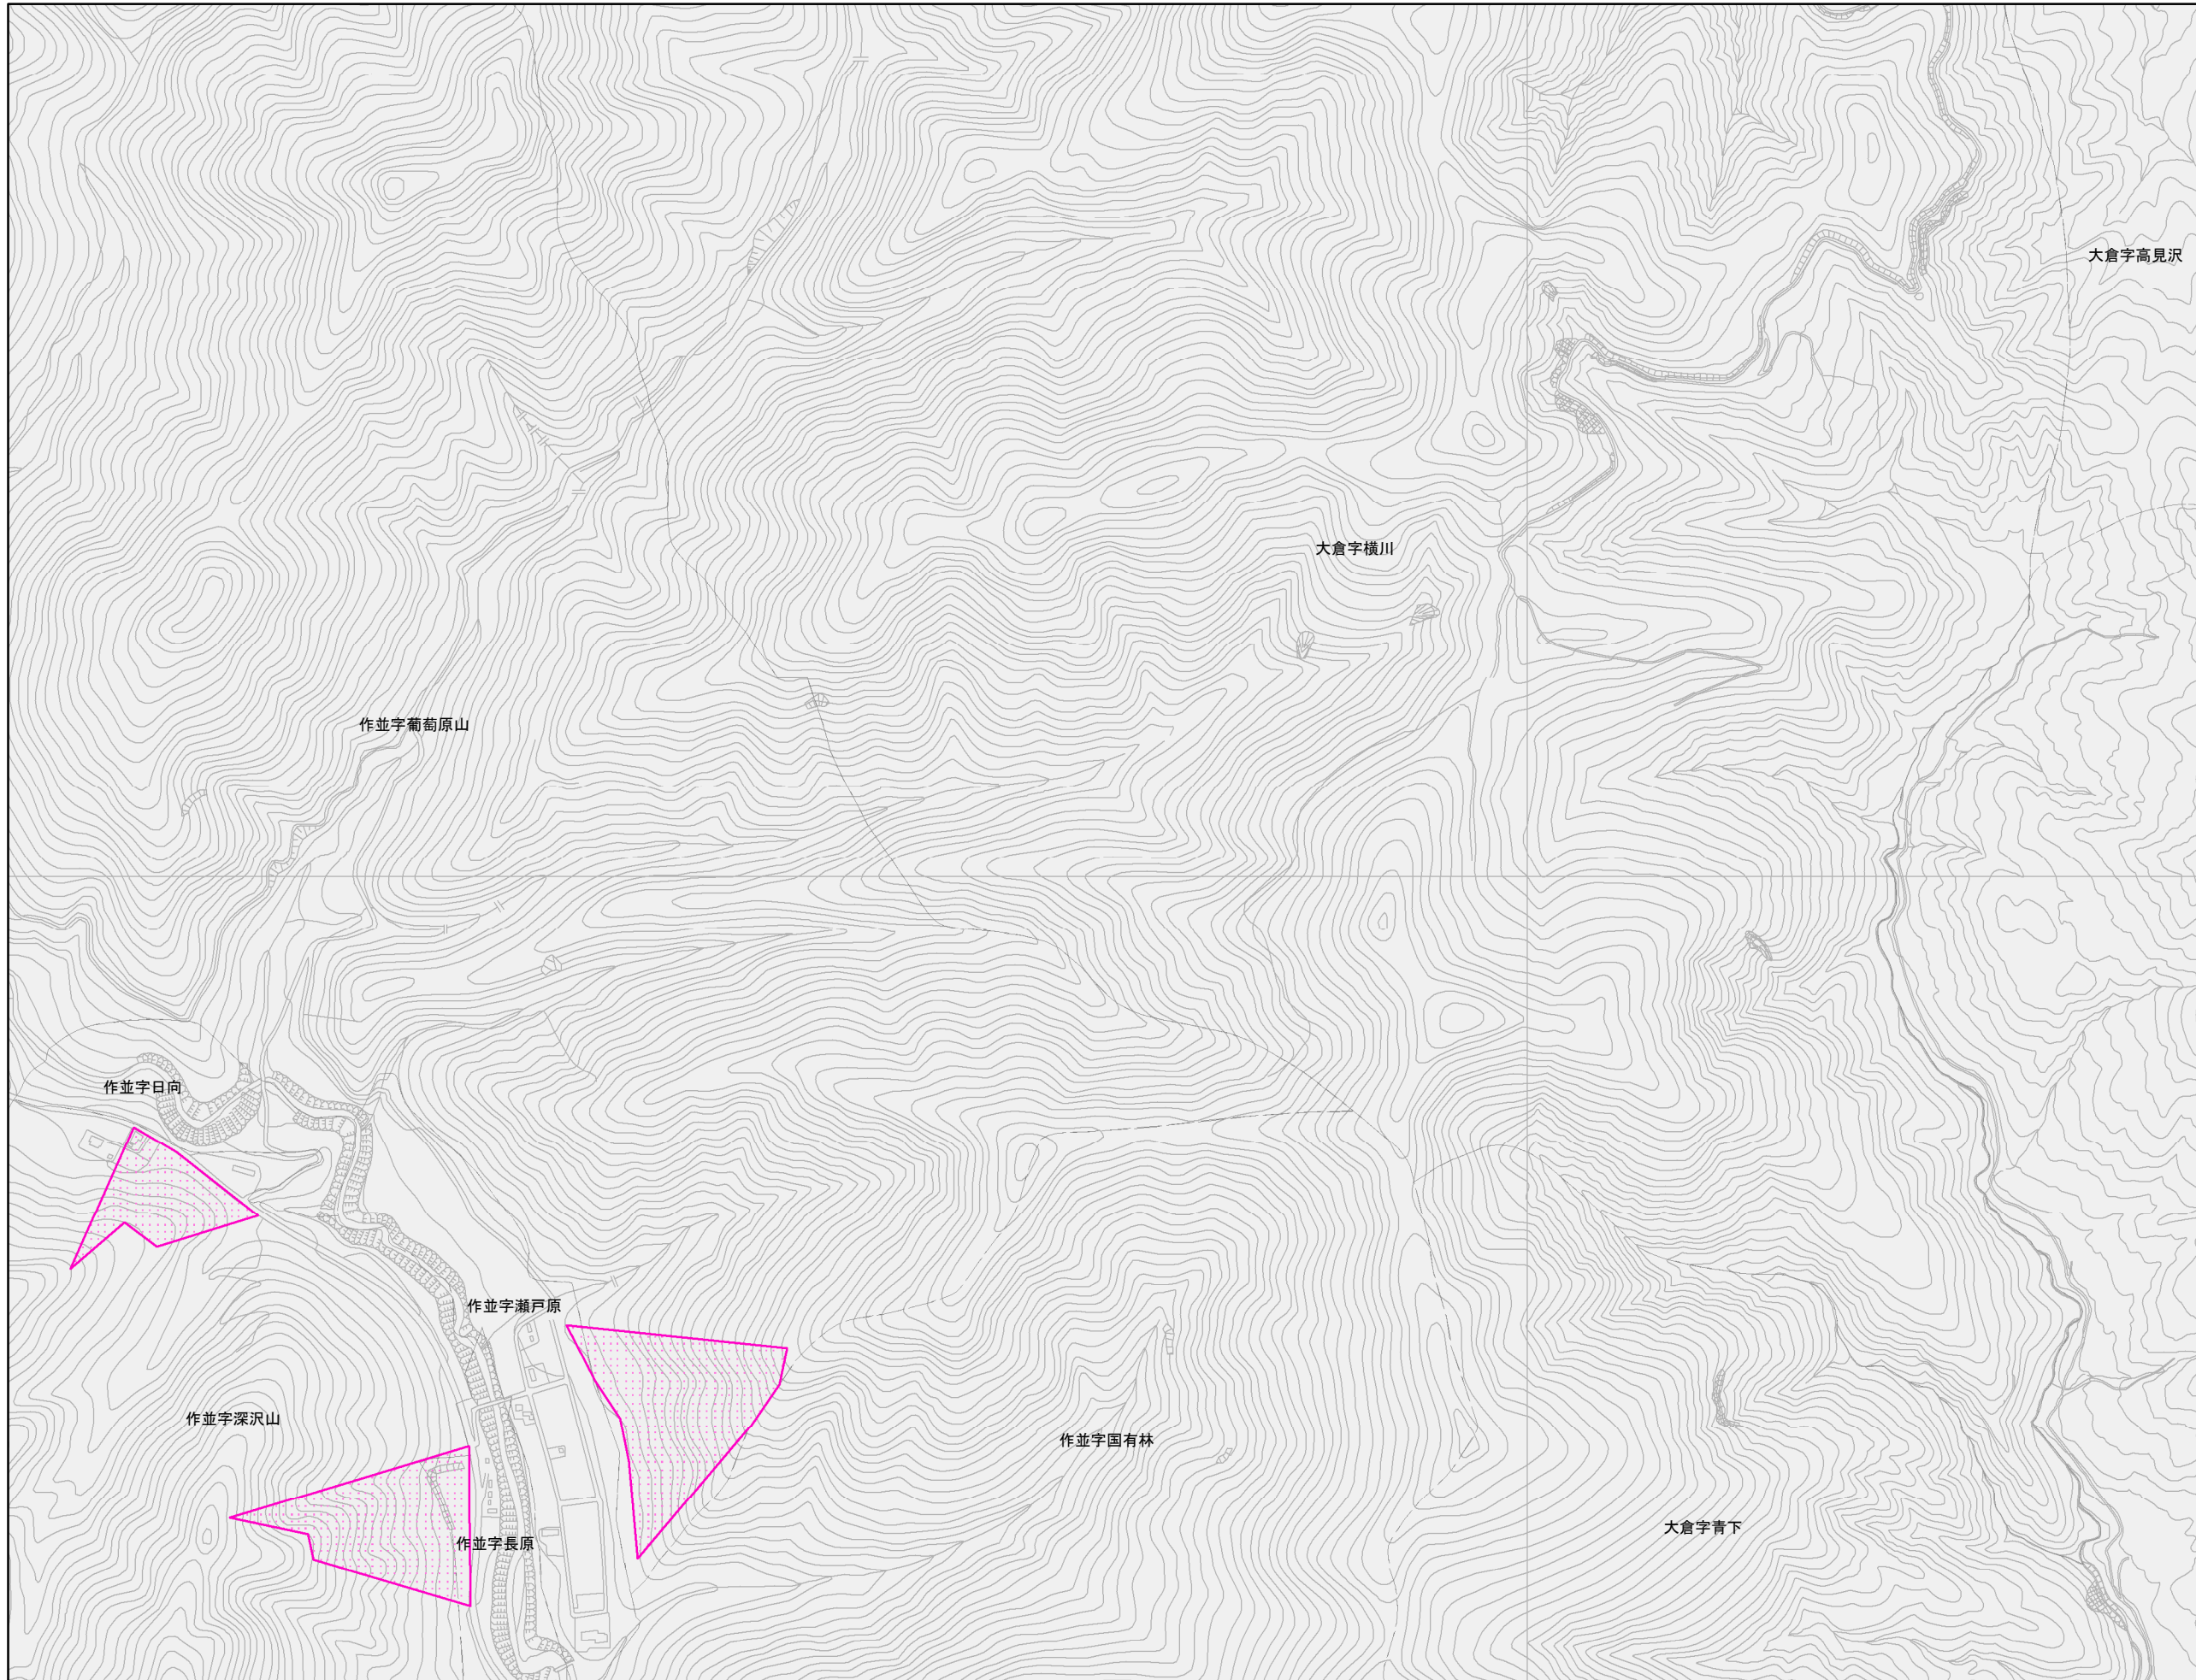 大倉字高見沢
大倉字横川
作並字葡萄原山
作並字日向
作並字瀬戸原
作並字深沢山
作並字国有林
大倉字青下
作並字長原